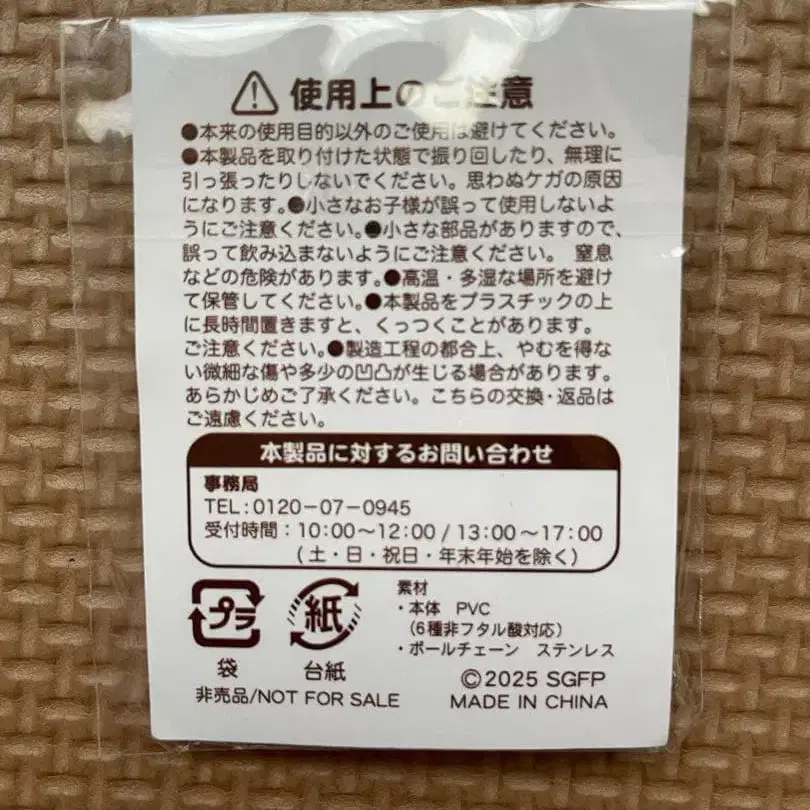 使用上のご注意
●本来の使用目的以外のご使用は避けてください。
●本製品を取り付けた状態で振り回したり、無理に
引っ張ったりしないでください。思わぬケガの原因
になります。●小さなお子様が誤って使用しないよ
うにご注意ください。●小さな部品がありますので、
誤って飲み込まないようにご注意ください。 窒息
などの危険があります。●高温・多湿な場所を避け
て保管してください。●本製品をプラスチックの上
に長時間置きますと、くっつくことがあります。
ご注意ください。●製造工程の都合上、やむを得な
い微細な傷や多少の凹凸が生じる場合があります。
あらかじめご了承ください。こちらの交換・返品は
ご遠慮ください。
本製品に対するお問い合わせ
事務局
TEL:0120-07-0945
受付時間:10:00～12:00/13:00～17:00
(土・日・祝日・年末年始を除く)
プラ
袋
紙
台紙
非売品/NOT FOR SALE
素材
・本体 PVC
(6種非フタル酸対応)
・ボールチェーン ステンレス
©2025 SGFP
MADE IN CHINA